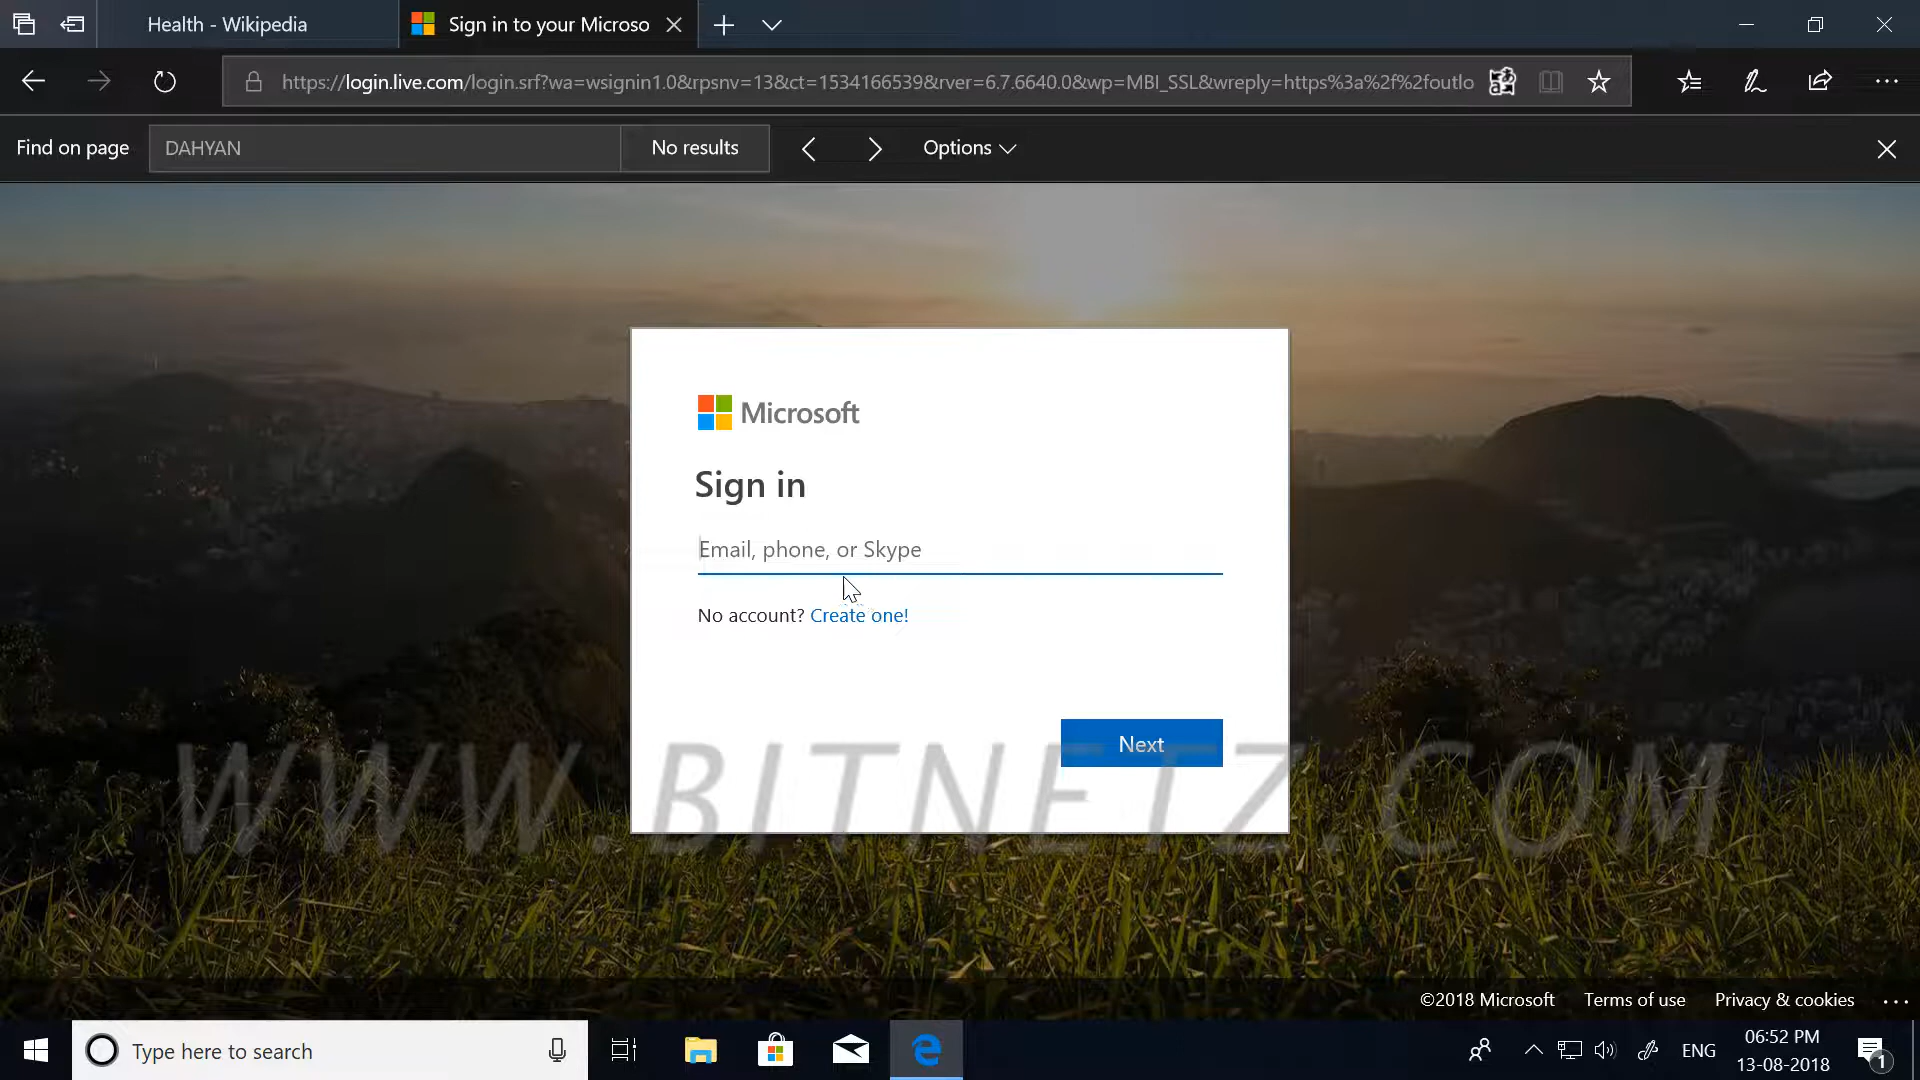 Health - Wikipedia
Sign in to your Microso
https://login.live.com/login.srf?wa=wsignin1.0&rpsnv=13&ct=1534166539&rver=6.7.6640.0&wp=MBI_SSL&wreply=https%3a%2f%2foutlo
Find on page
DAHYAN
No results
Options
Microsoft
Sign in
Email, phone, or Skype
No account? Create one!
Next
WWW.BITNETZ.COM
©2018 Microsoft
Terms of use
Privacy & cookies
Type here to search
ENG
06:52 PM
13-08-2018
1